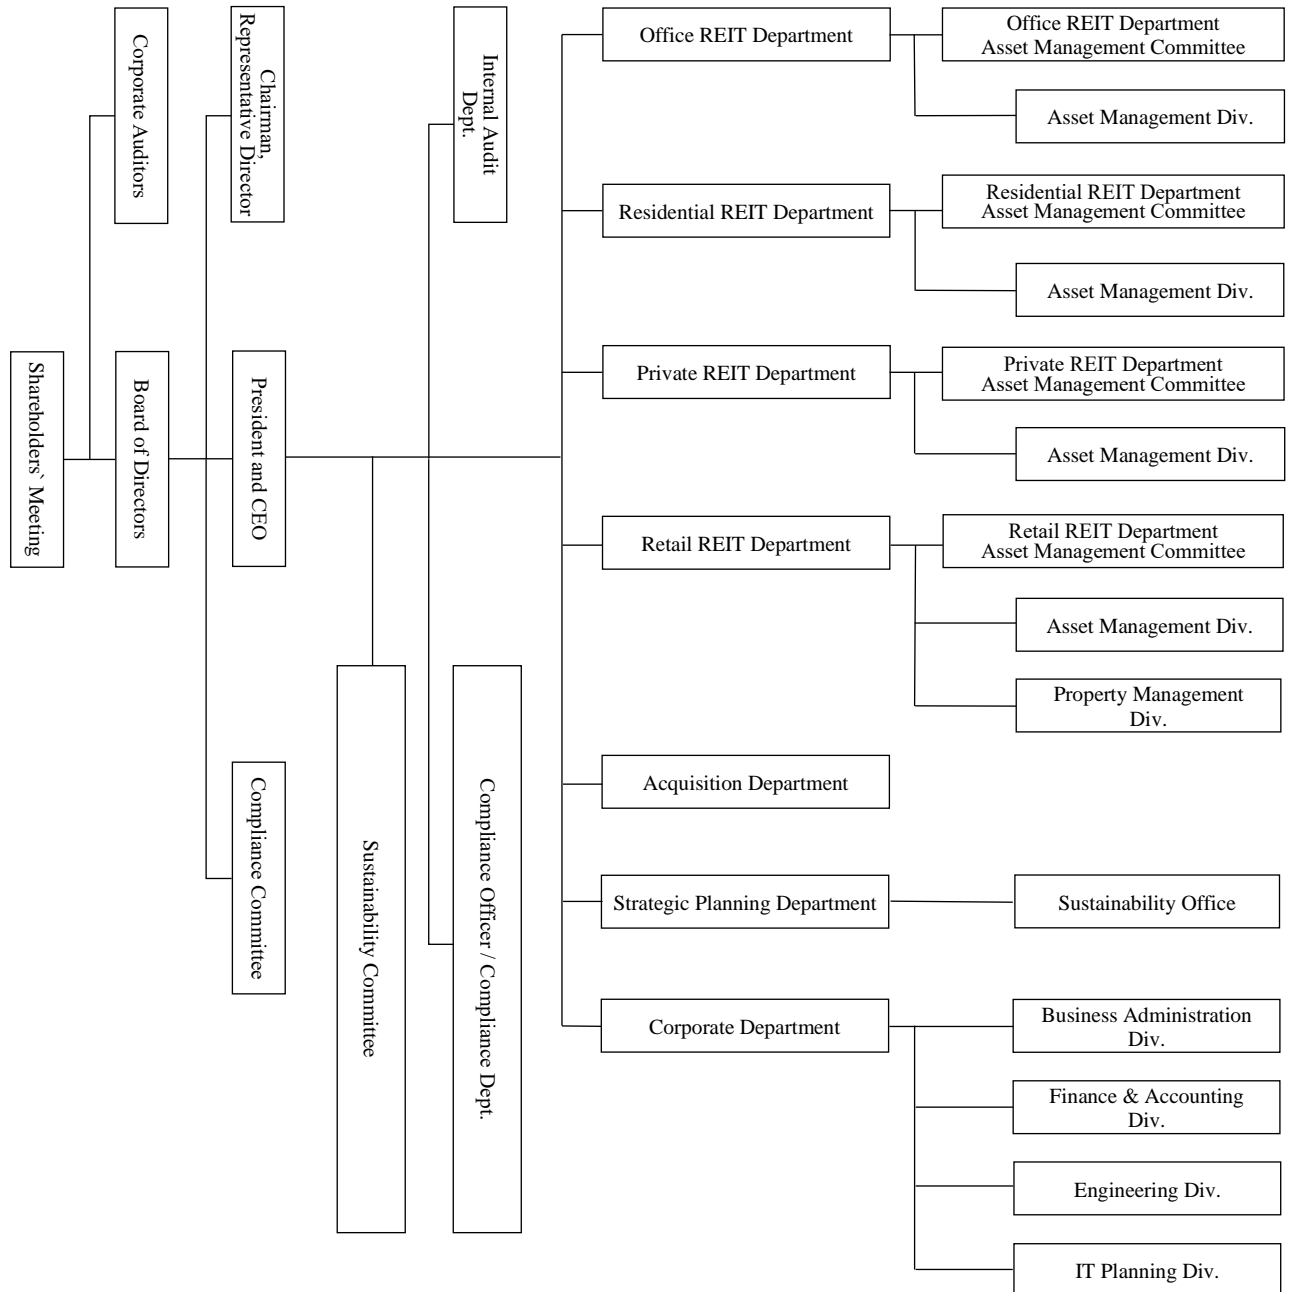 Shareholders` Meeting
Corporate Auditors
Board of Directors
Chairman,
Representative Director
President and CEO
Compliance Committee
Sustainability Committee
Internal Audit
Dept.
Compliance Officer / Compliance Dept.
Office REIT Department
Office REIT Department
Asset Management Committee
Asset Management Div.
Residential REIT Department
Residential REIT Department
Asset Management Committee
Asset Management Div.
Private REIT Department
Private REIT Department
Asset Management Committee
Asset Management Div.
Retail REIT Department
Retail REIT Department
Asset Management Committee
Asset Management Div.
Property Management
Div.
Acquisition Department
Strategic Planning Department
Sustainability Office
Corporate Department
Business Administration
Div.
Finance & Accounting
Div.
Engineering Div.
IT Planning Div.